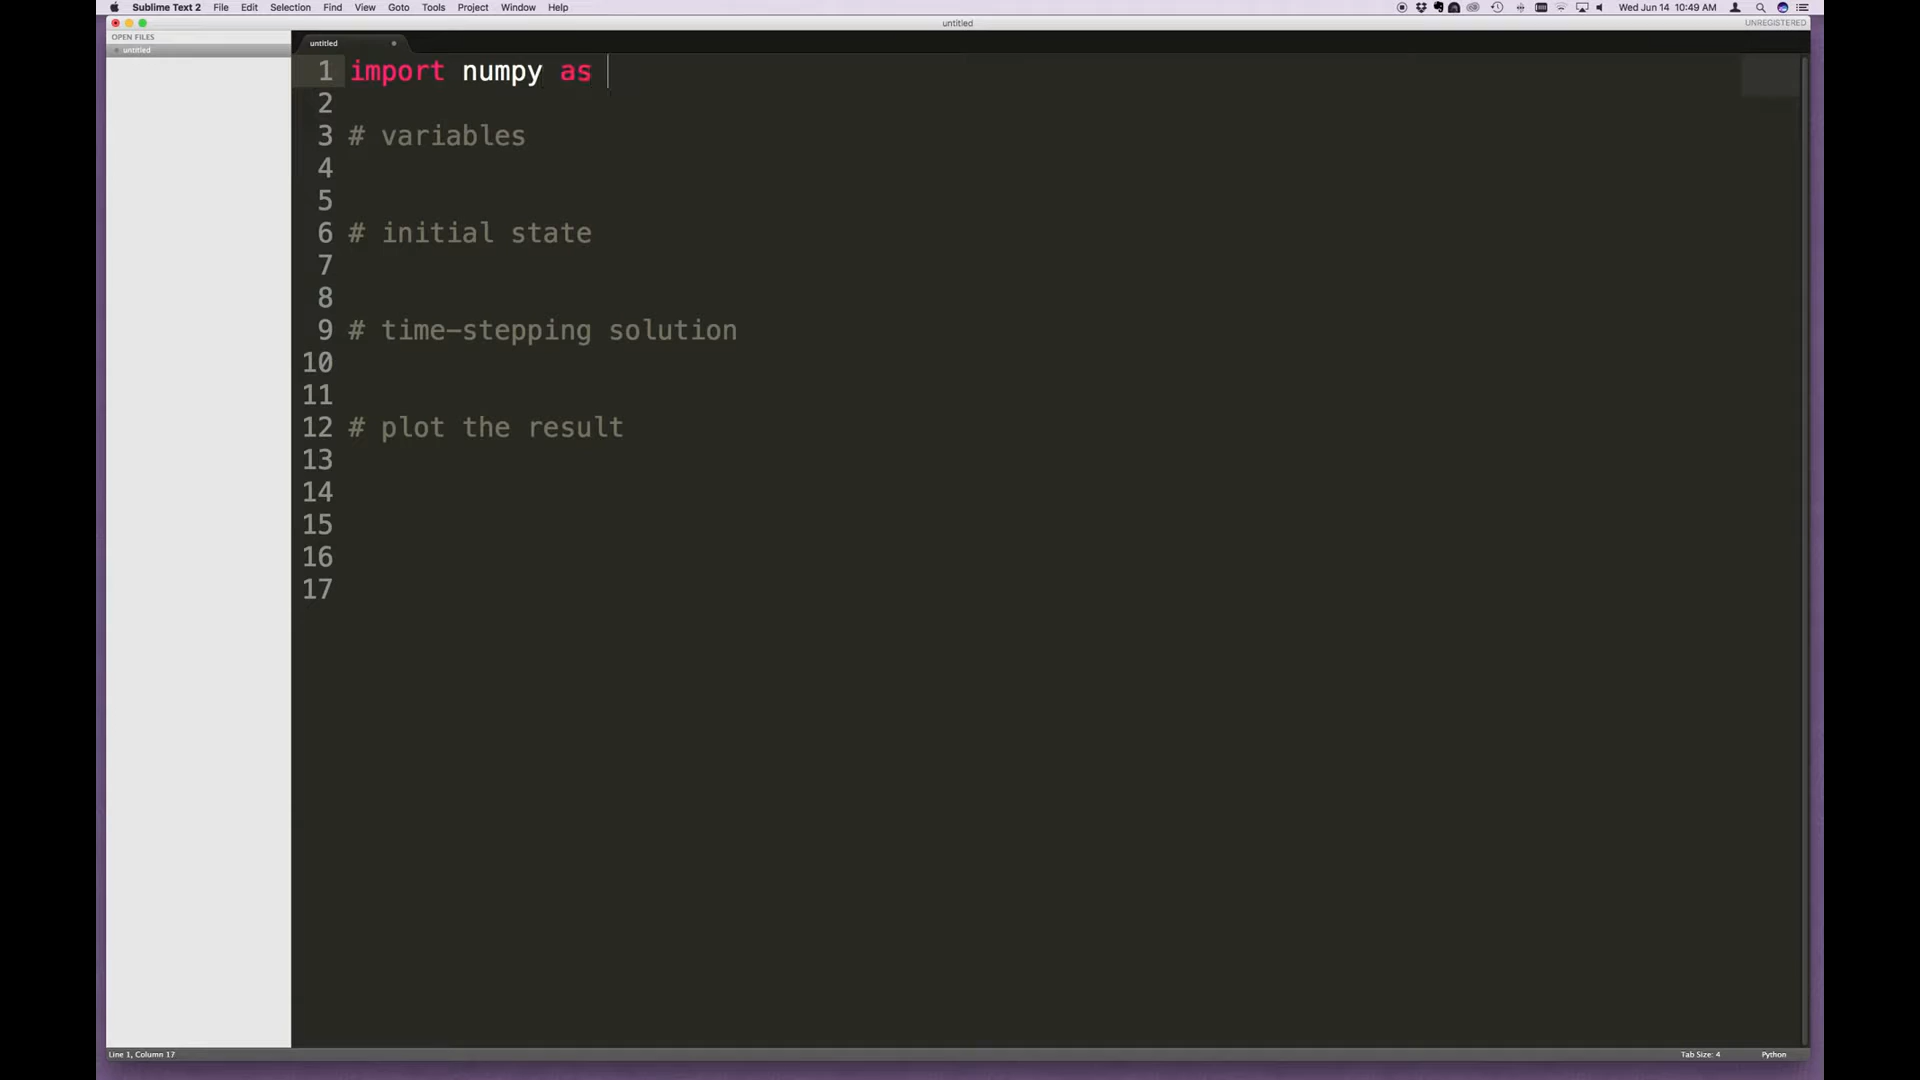 Sublime Text 2 File Edit Selection Find View Goto Tools Project Window Help Wed Jun 14 10:49 AM
untitled UNREGISTERED
OPEN FILES
untitled
untitled
1 import numpy as
2
3 # variables
4
5
6 # initial state
7
8
9 # time-stepping solution
10
11
12 # plot the result
13
14
15
16
17
Line 1, Column 17 Tab Size: 4 Python